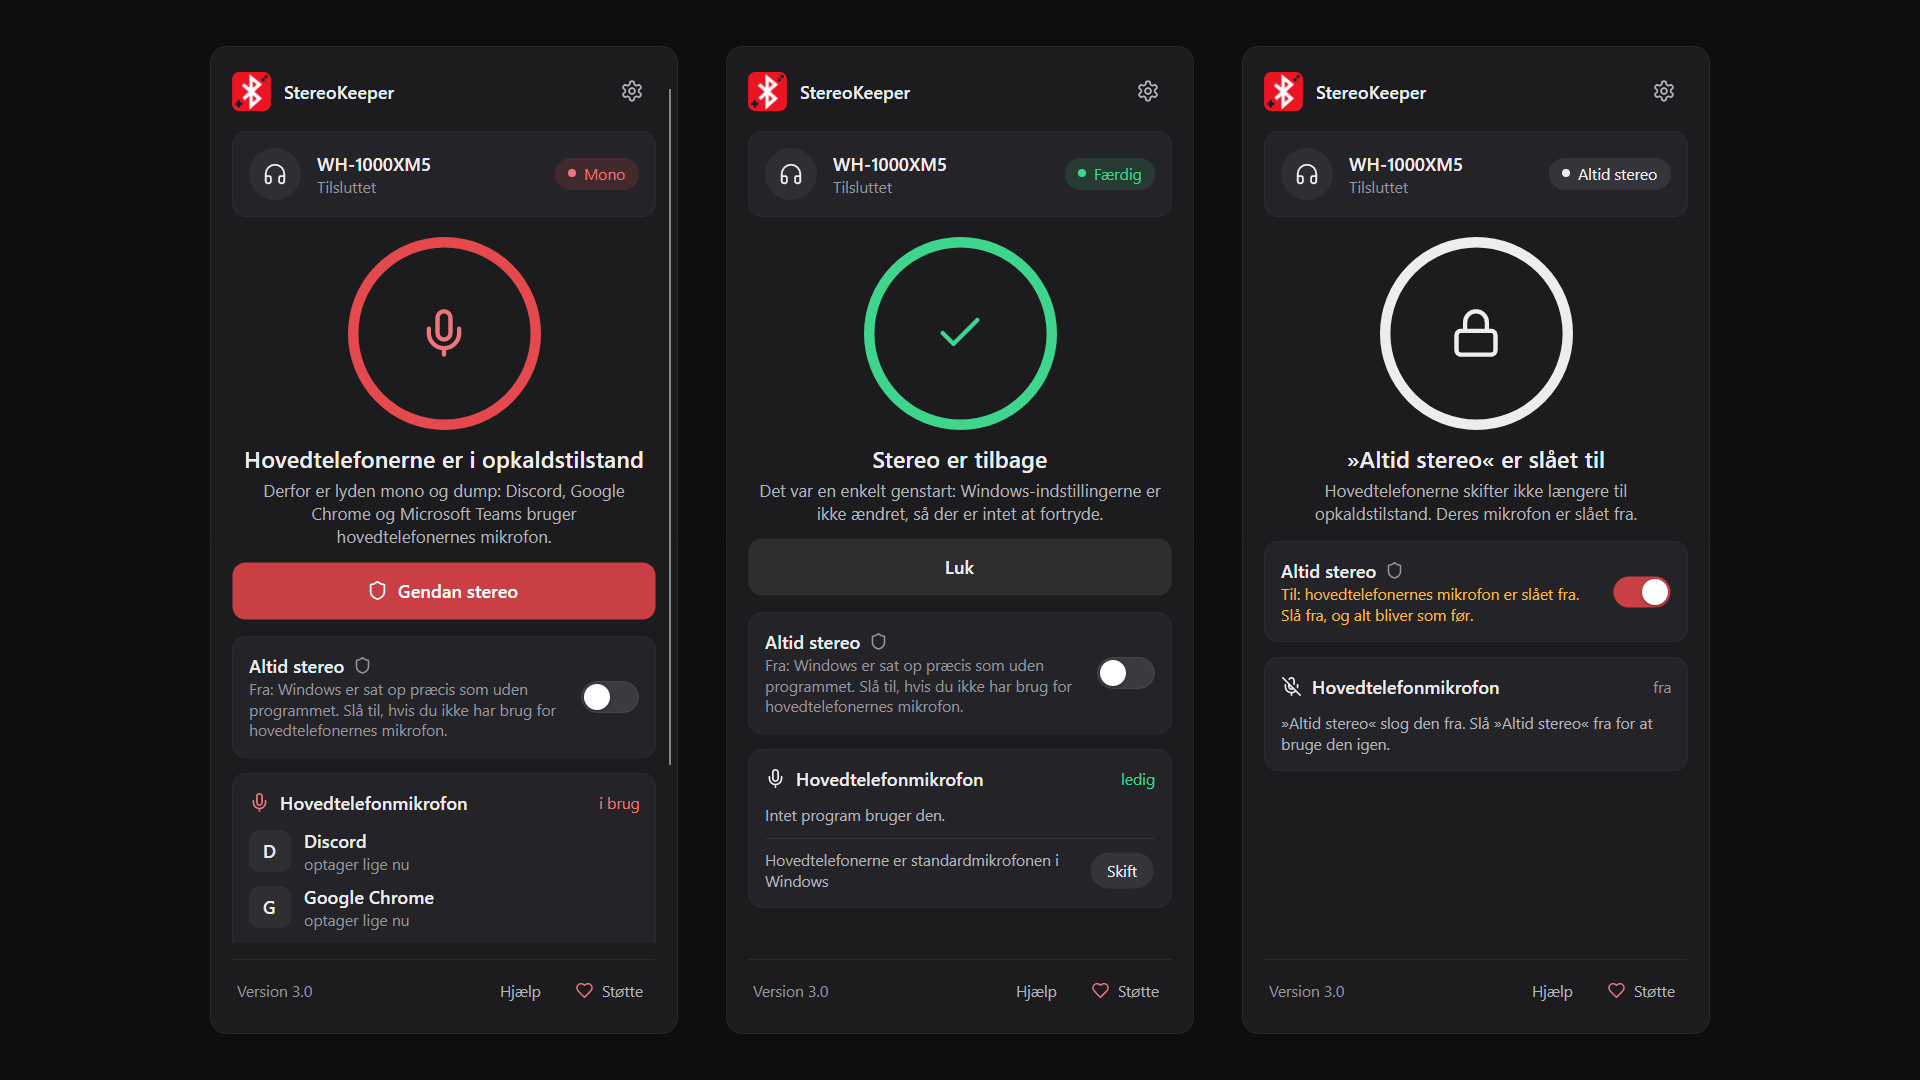 StereoKeeper
WH-1000XM5
Tilsluttet
Mono
Hovedtelefonerne er i opkaldstilstand
Derfor er lyden mono og dump: Discord, Google
Chrome og Microsoft Teams bruger
hovedtelefonernes mikrofon.
Gendan stereo
Altid stereo
Fra: Windows er sat op præcis som uden
programmet. Slå til, hvis du ikke har brug for
hovedtelefonernes mikrofon.
Hovedtelefonmikrofon
i brug
D
Discord
optager lige nu
G
Google Chrome
optager lige nu
Version 3.0
Hjælp
Støtte
StereoKeeper
WH-1000XM5
Tilsluttet
Færdig
Stereo er tilbage
Det var en enkelt genstart: Windows-indstillingerne er
ikke ændret, så der er intet at fortryde.
Luk
Altid stereo
Fra: Windows er sat op præcis som uden
programmet. Slå til, hvis du ikke har brug for
hovedtelefonernes mikrofon.
Hovedtelefonmikrofon
ledig
Intet program bruger den.
Hovedtelefonerne er standardmikrofonen i
Windows
Skift
Version 3.0
Hjælp
Støtte
StereoKeeper
WH-1000XM5
Tilsluttet
Altid stereo
»Altid stereo« er slået til
Hovedtelefonerne skifter ikke længere til
opkaldstilstand. Deres mikrofon er slået fra.
Altid stereo
Til: hovedtelefonernes mikrofon er slået fra.
Slå fra, og alt bliver som før.
Hovedtelefonmikrofon
fra
»Altid stereo« slog den fra. Slå »Altid stereo« fra for at
bruge den igen.
Version 3.0
Hjælp
Støtte